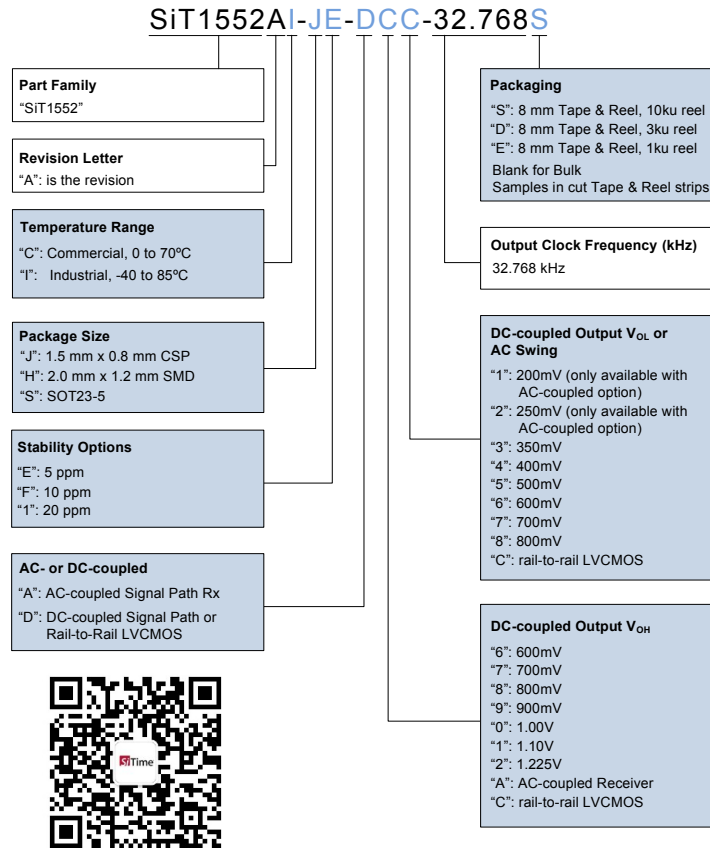 SiT1552AI-JE-DCC-32.768S
Part Family
“SiT1552”
Revision Letter
“A”: is the revision
Temperature Range
“C”: Commercial, 0 to 70ºC
“I”: Industrial, -40 to 85ºC
Package Size
“J”: 1.5 mm x 0.8 mm CSP
“H”: 2.0 mm x 1.2 mm SMD
“S”: SOT23-5
Stability Options
“E”: 5 ppm
“F”: 10 ppm
“1”: 20 ppm
AC- or DC-coupled
“A”: AC-coupled Signal Path Rx
“D”: DC-coupled Signal Path or
Rail-to-Rail LVCMOS
SiTime
Packaging
“S”: 8 mm Tape & Reel, 10ku reel
“D”: 8 mm Tape & Reel, 3ku reel
“E”: 8 mm Tape & Reel, 1ku reel
Blank for Bulk
Samples in cut Tape & Reel strips
Output Clock Frequency (kHz)
32.768 kHz
DC-coupled Output VOL or
AC Swing
“1”: 200mV (only available with
AC-coupled option)
“2”: 250mV (only available with
AC-coupled option)
“3”: 350mV
“4”: 400mV
“5”: 500mV
“6”: 600mV
“7”: 700mV
“8”: 800mV
“C”: rail-to-rail LVCMOS
DC-coupled Output VOH
“6”: 600mV
“7”: 700mV
“8”: 800mV
“9”: 900mV
“0”: 1.00V
“1”: 1.10V
“2”: 1.225V
“A”: AC-coupled Receiver
“C”: rail-to-rail LVCMOS